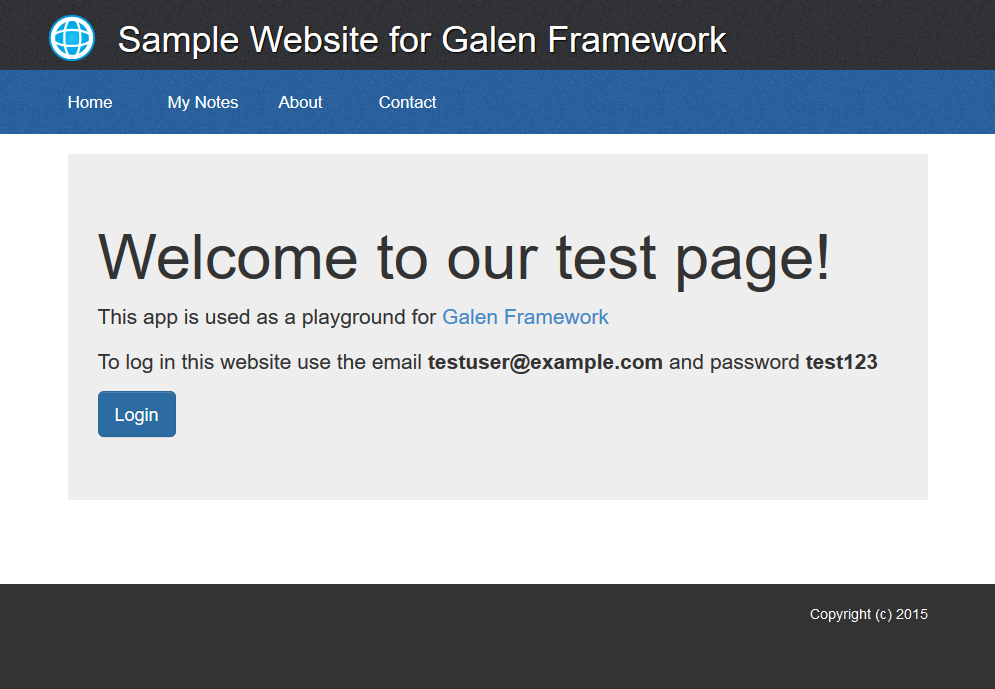 Sample Website for Galen Framework
Home My Notes About Contact
Welcome to our test page!
This app is used as a playground for Galen Framework
To log in this website use the email testuser@example.com and password test123
Login
Copyright (c) 2015